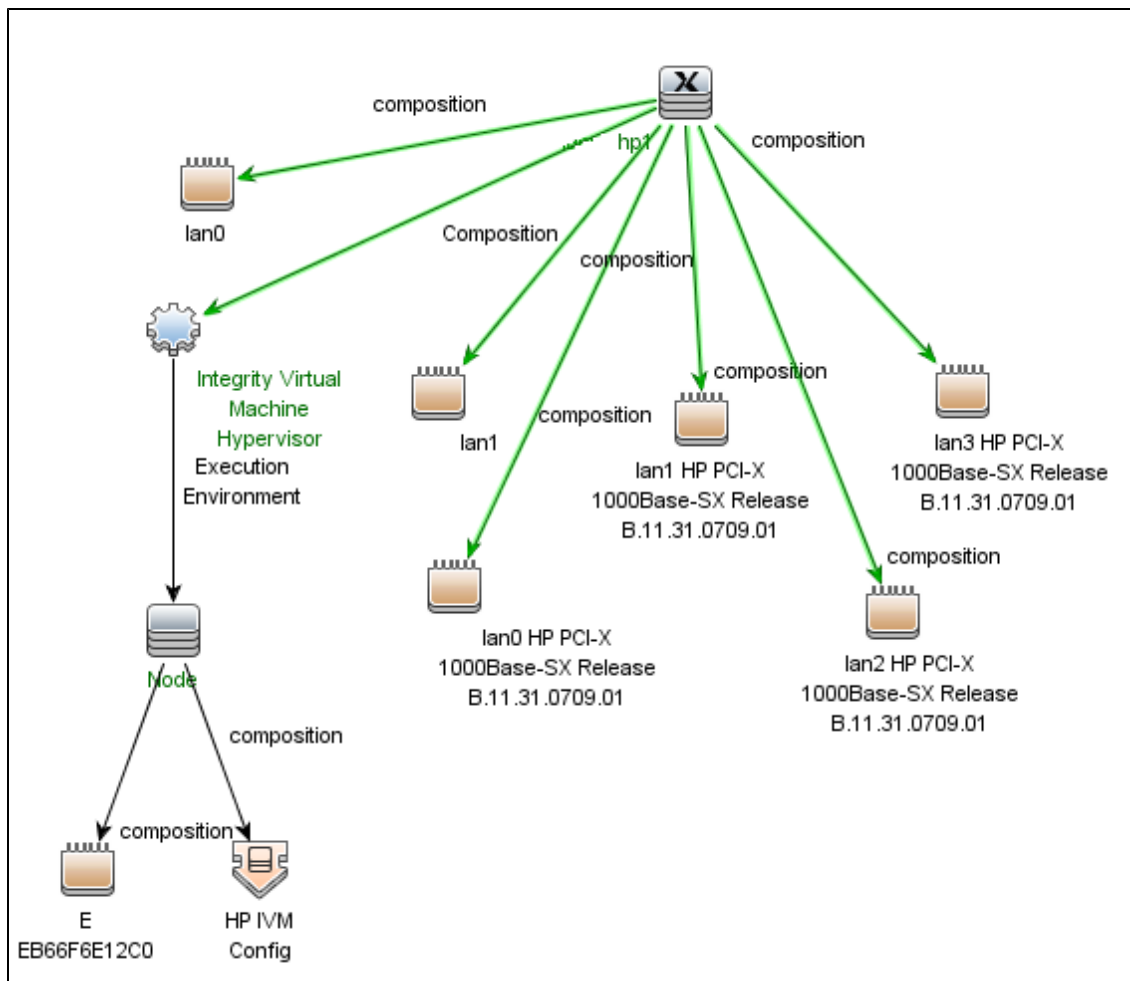 composition
hp1
composition
lan0
Composition
composition
Integrity Virtual
Machine
Hypervisor
Execution
Environment
lan1
composition
composition
lan1 HP PCI-X
1000Base-SX Release
B.11.31.0709.01
lan3 HP PCI-X
1000Base-SX Release
B.11.31.0709.01
composition
lan0 HP PCI-X
1000Base-SX Release
B.11.31.0709.01
lan2 HP PCI-X
1000Base-SX Release
B.11.31.0709.01
Node
composition
composition
E
EB66F6E12C0
HP IVM
Config